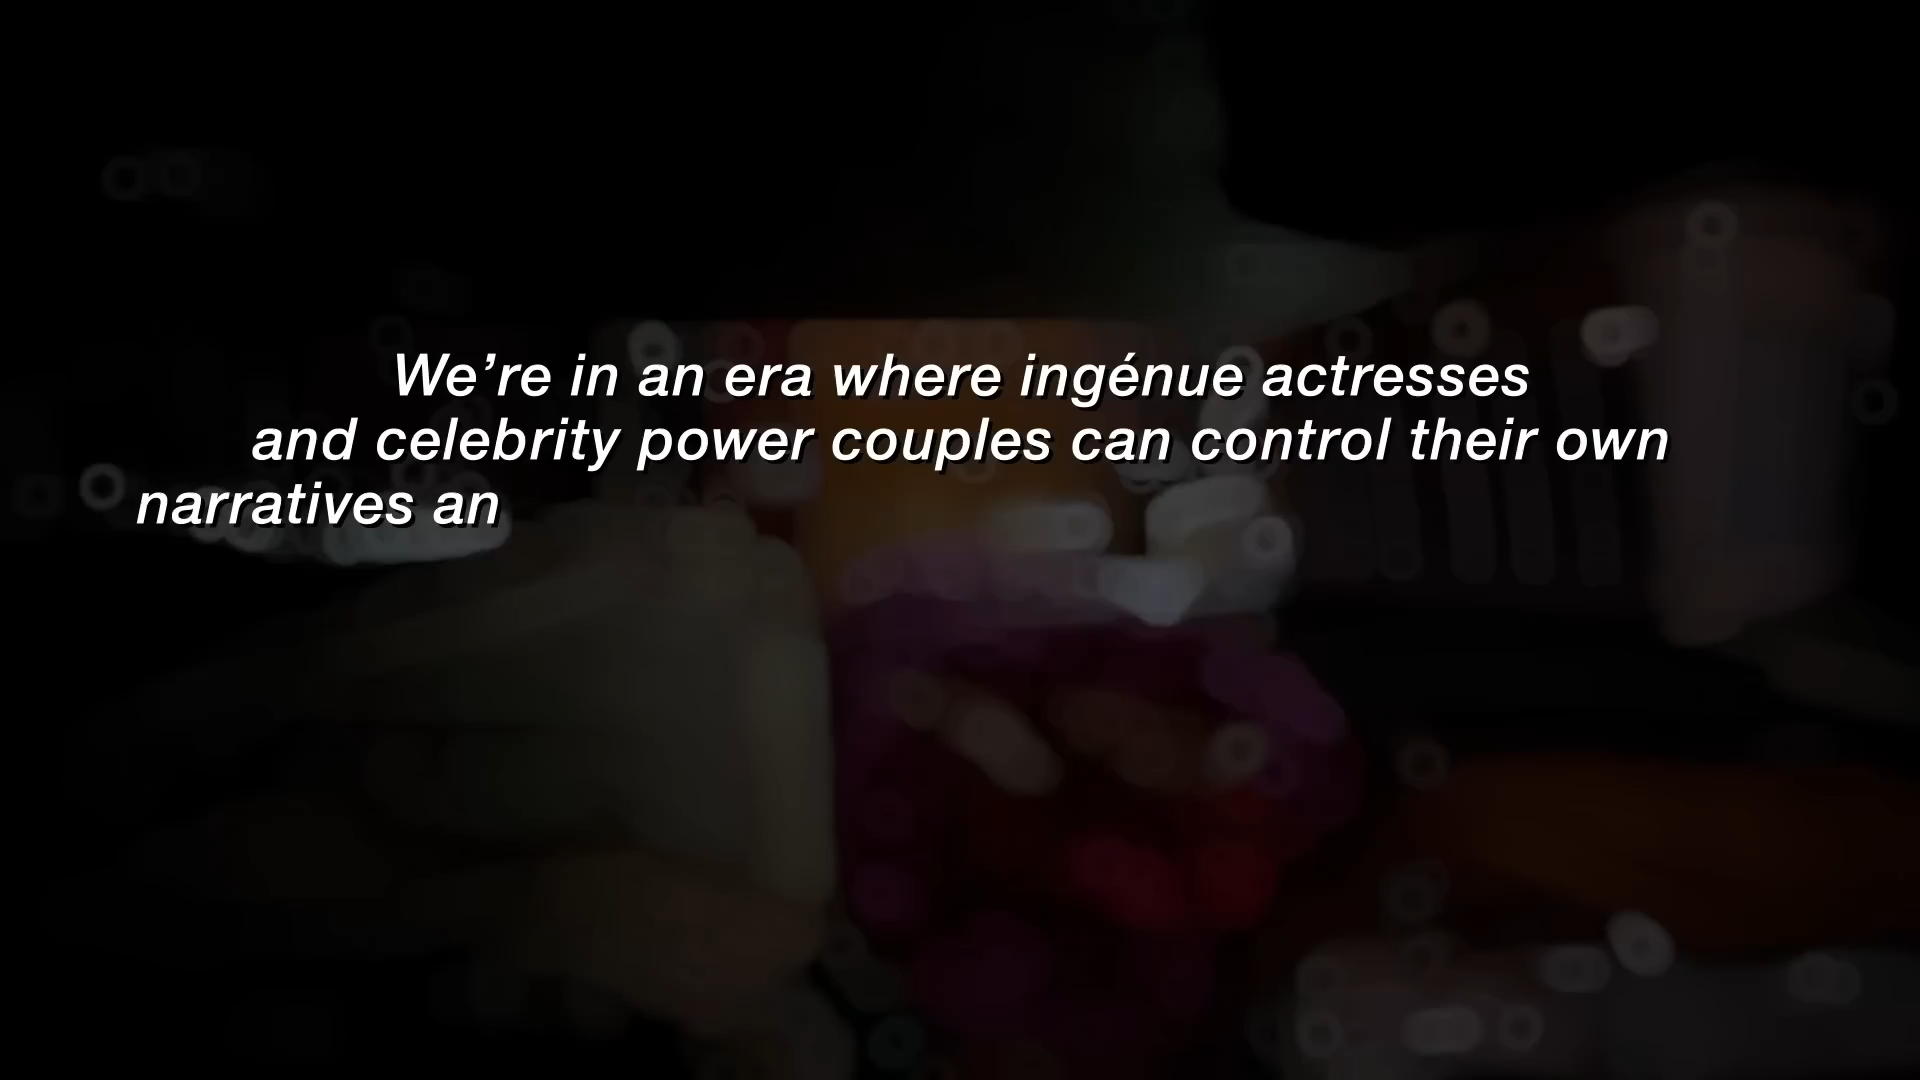 We’re in an era where ingénue actresses
and celebrity power couples can control their own
narratives an